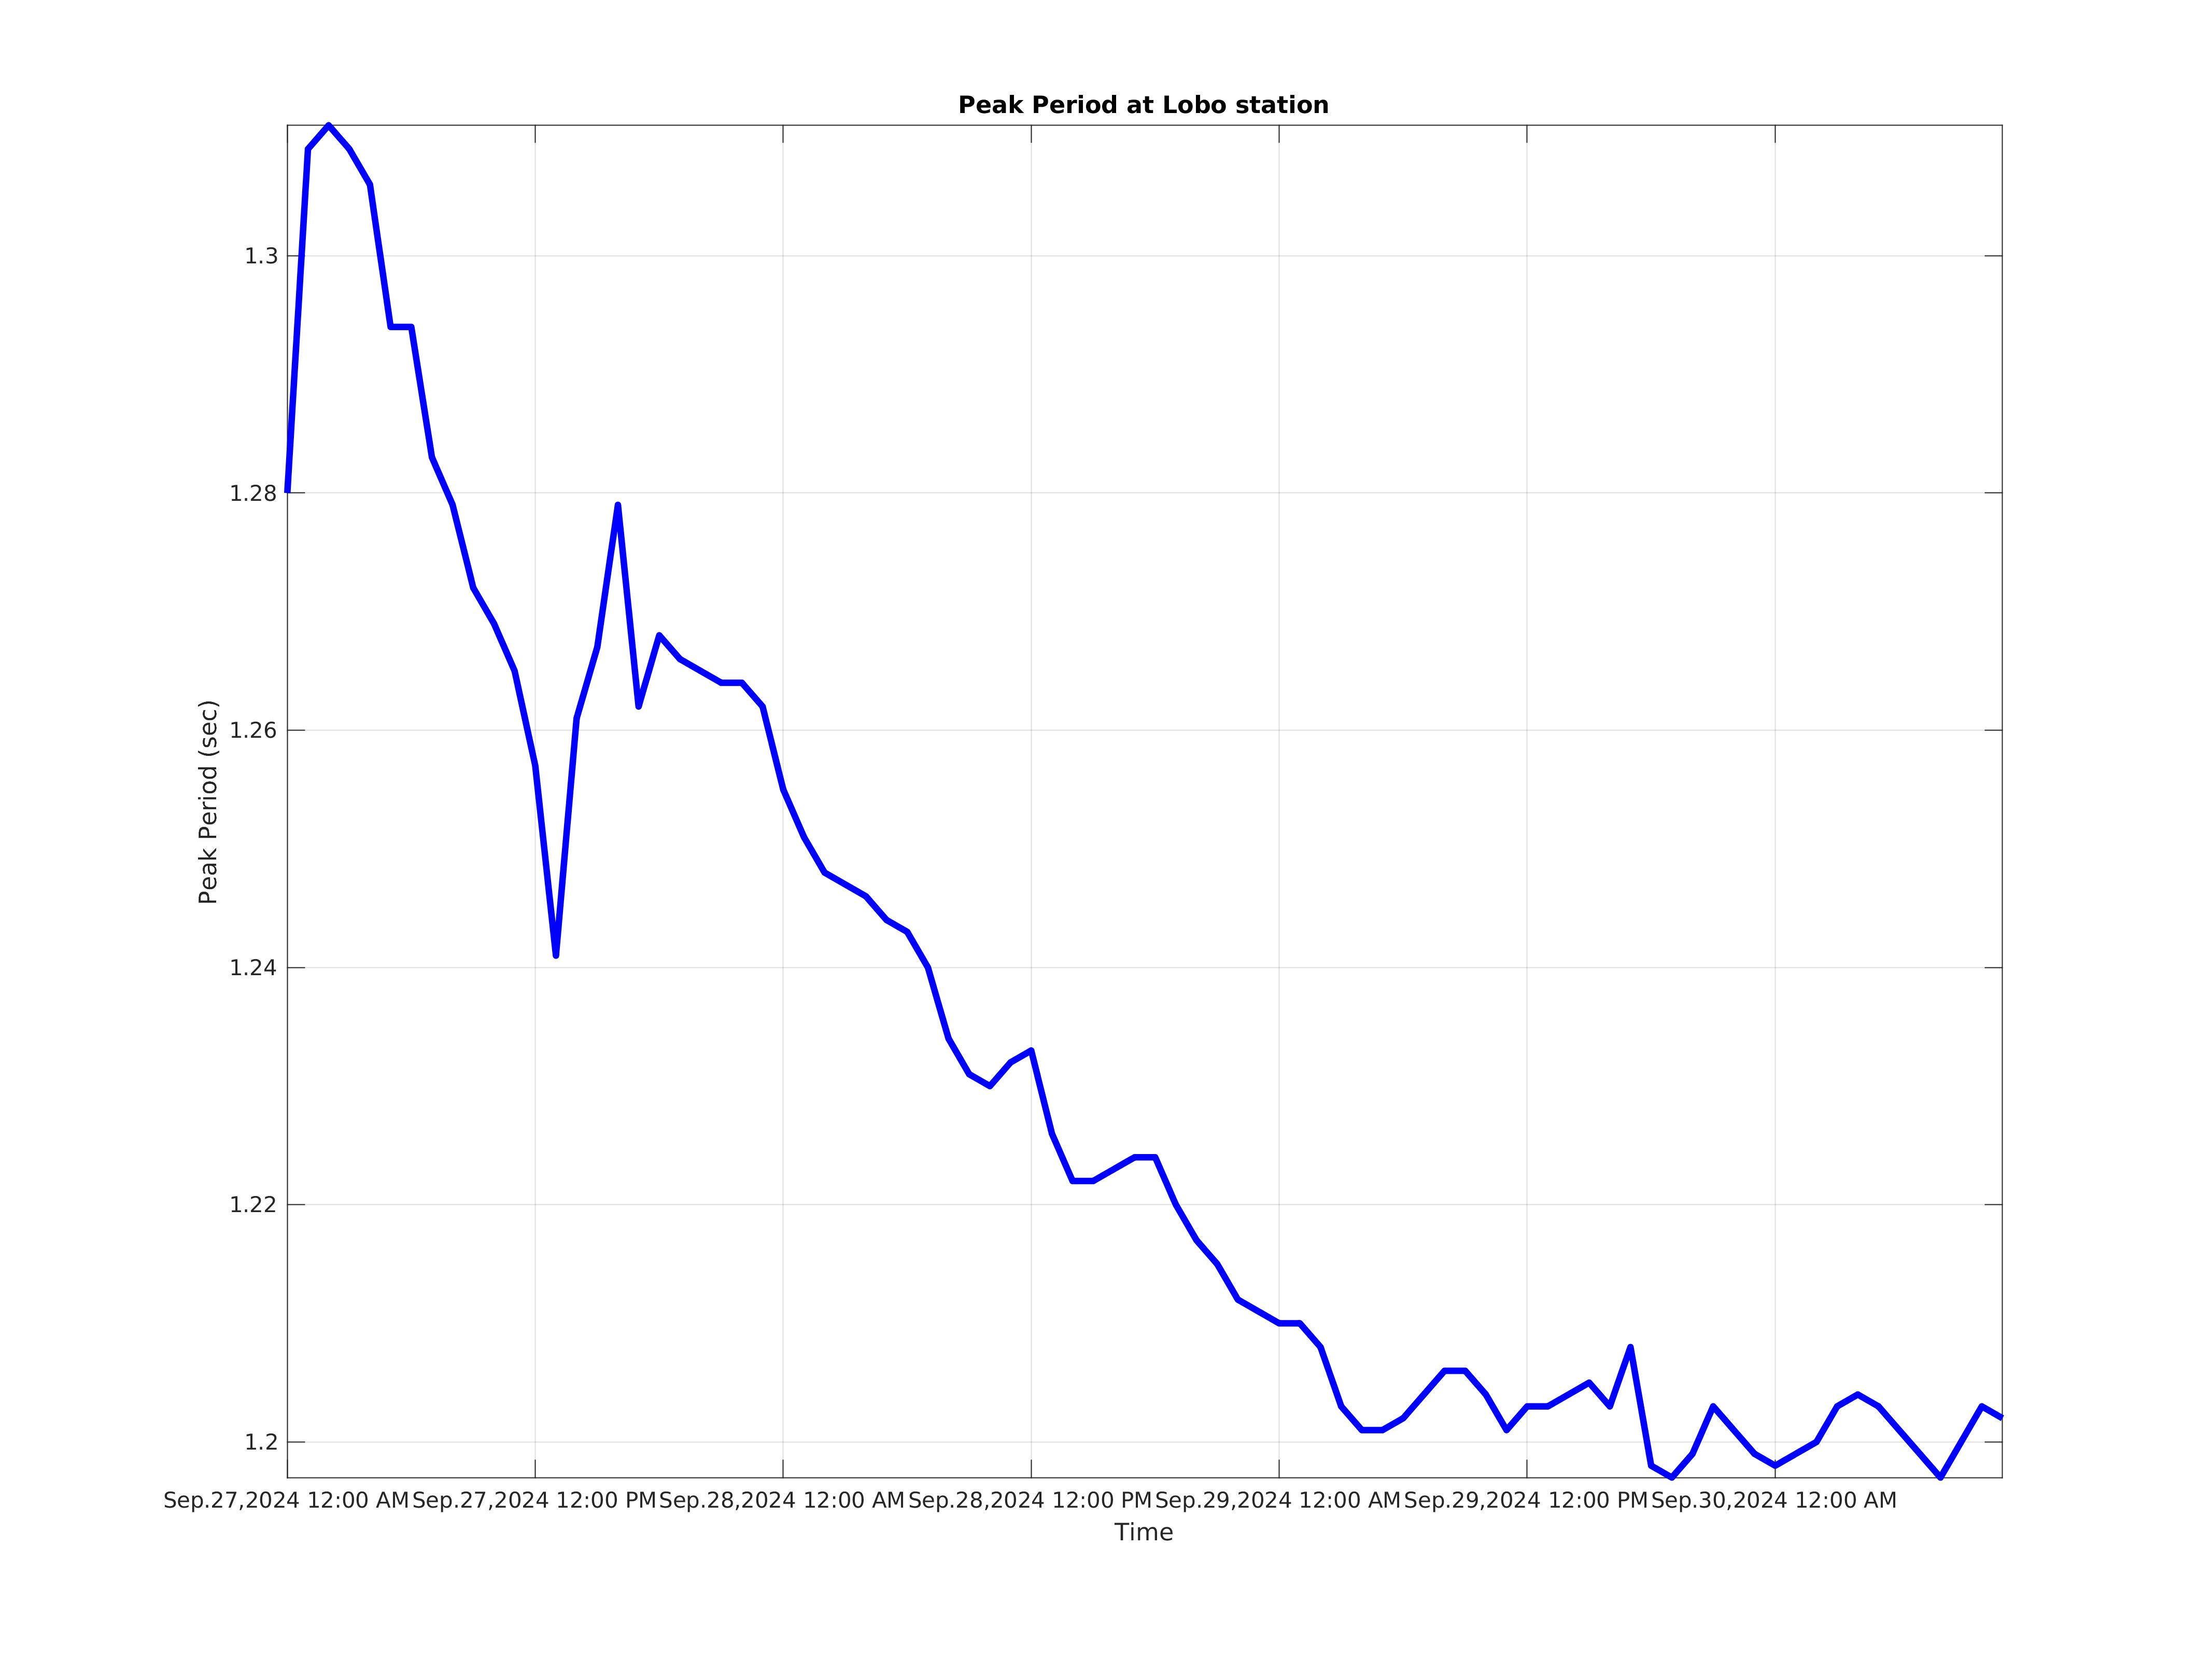 Peak Period at Lobo station
1.3
1.28
1.26
1.24
1.22
1.2
Peak Period (sec)
Sep.27,2024 12:00 AM Sep.27,2024 12:00 PM Sep.28,2024 12:00 AM Sep.28,2024 12:00 PM Sep.29,2024 12:00 AM Sep.29,2024 12:00 PM Sep.30,2024 12:00 AM
Time